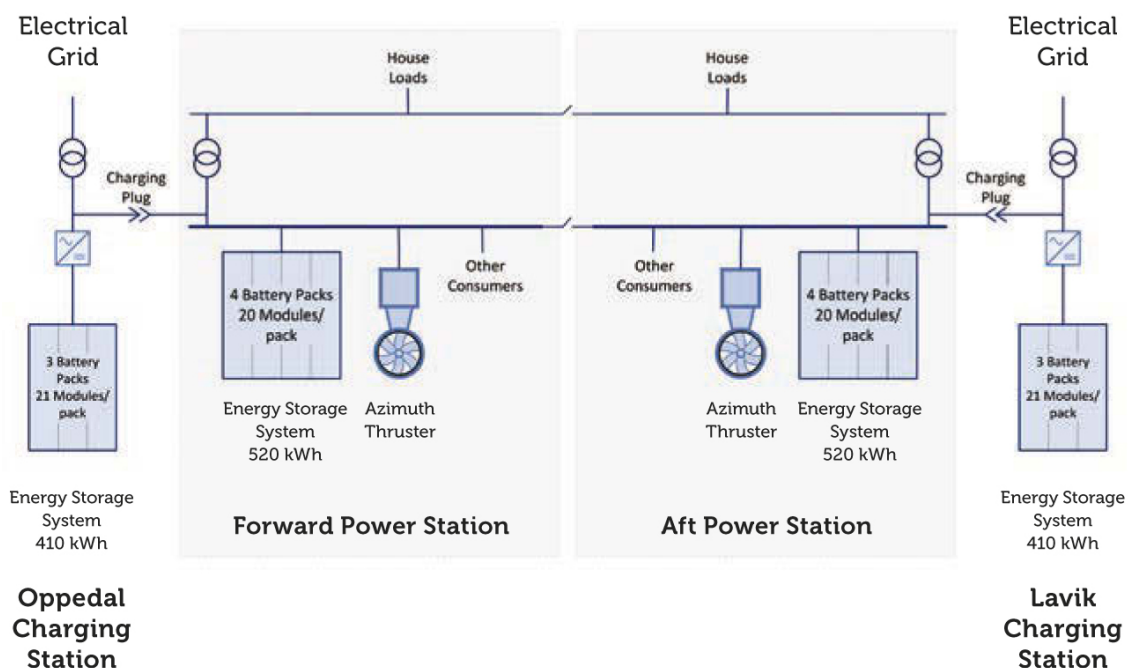 Electrical
Grid
House
Loads
House
Loads
Electrical
Grid
Charging
Plug
Charging
Plug
4 Battery Packs
20 Modules/
pack
Other
Consumers
Other
Consumers
4 Battery Packs
20 Modules/
pack
3 Battery
Packs
21 Modules/
pack
3 Battery
Packs
21 Modules/
pack
Energy Storage
System
520 kWh
Azimuth
Thruster
Azimuth
Thruster
Energy Storage
System
520 kWh
Energy Storage
System
410 kWh
Forward Power Station
Aft Power Station
Energy Storage
System
410 kWh
Oppedal
Charging
Station
Lavik
Charging
Station